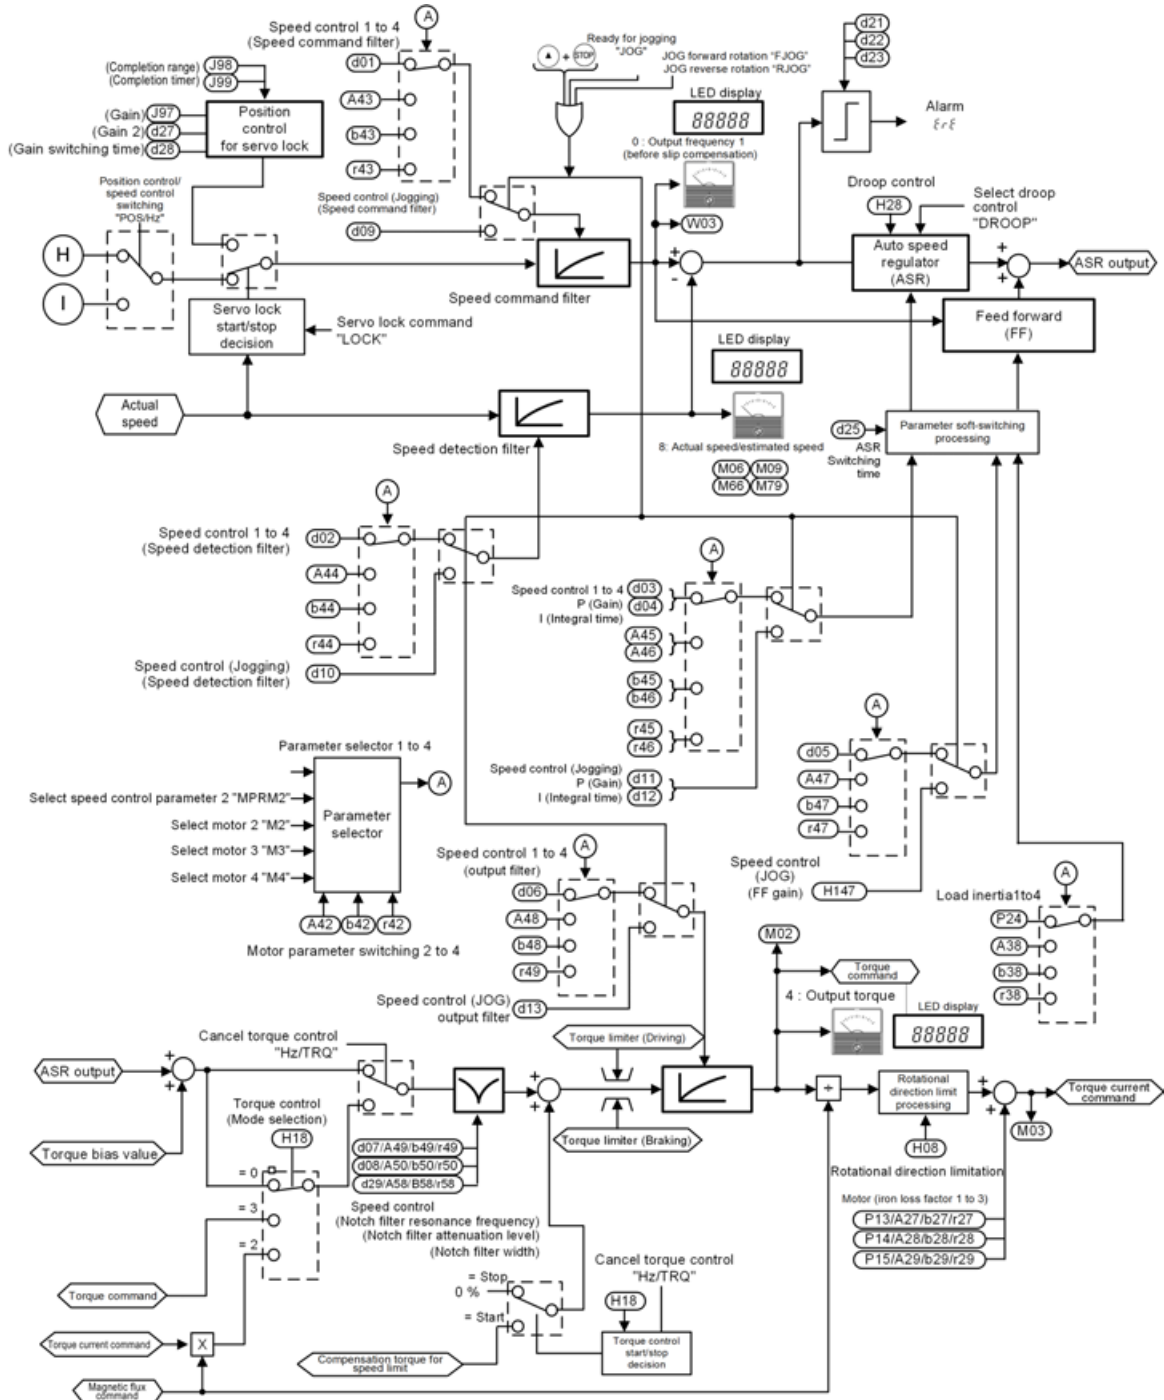 Speed control 1 to 4
(Speed command filter)
A
d01
A43
b43
r43
Speed control (Jogging)
(Speed command filter)
d09
(Completion range) J98
(Completion timer) J99
(Gain) J97
(Gain 2) d27
(Gain switching time) d28
Position
control
for servo lock
Position control/
speed control
switching
"POS/Hz"
H
I
Servo lock
start/stop
decision
Servo lock command
"LOCK"
Actual
speed
▲ + STOP
Ready for jogging
"JOG"
JOG forward rotation "FJOG"
JOG reverse rotation "RJOG"
LED display
88888
0 : Output frequency 1
(before slip compensation)
W03
Speed command filter
+
-
d21
d22
d23
Alarm
ErE
Droop control
H28
Select droop
control
"DROOP"
Auto speed
regulator
(ASR)
+
+
ASR output
Feed forward
(FF)
LED display
88888
8: Actual speed/estimated speed
M06 M09
M66 M79
Speed detection filter
d25
ASR
Switching
time
Parameter soft-switching
processing
A
Speed control 1 to 4
(Speed detection filter)
d02
A44
b44
r44
Speed control (Jogging)
(Speed detection filter)
d10
A
Speed control 1 to 4
P (Gain)
I (Integral time)
d03
d04
A45
A46
b45
b46
r45
r46
Speed control (Jogging)
P (Gain)
I (Integral time)
d11
d12
A
d05
A47
b47
r47
Speed control
(JOG)
(FF gain)
H147
Parameter selector 1 to 4
Select speed control parameter 2 "MPRM2"
Select motor 2 "M2"
Select motor 3 "M3"
Select motor 4 "M4"
Parameter
selector
A
A42 b42 r42
Motor parameter switching 2 to 4
Speed control 1 to 4
(output filter)
A
d06
A48
b48
r49
Speed control (JOG)
output filter
d13
Load inertia1to4
A
P24
A38
b38
r38
M02
Torque
command
4 : Output torque
LED display
88888
ASR output
+
+
Torque bias value
Cancel torque control
"Hz/TRQ"
Torque control
(Mode selection)
H18
= 0
= 3
= 2
Torque command
Torque current command
X
Magnetic flux
command
d07/A49/b49/r49
d08/A50/b50/r50
d29/A58/B58/r58
Speed control
(Notch filter resonance frequency)
(Notch filter attenuation level)
(Notch filter width)
+
+
Torque limiter (Driving)
Torque limiter (Braking)
÷
Rotational
direction limit
processing
H08
Rotational direction limitation
+
+
Torque current
command
M03
Motor (iron loss factor 1 to 3)
P13/A27/b27/r27
P14/A28/b28/r28
P15/A29/b29/r29
= Stop
0 %
= Start
Compensation torque for
speed limit
Cancel torque control
"Hz/TRQ"
H18
Torque control
start/stop
decision